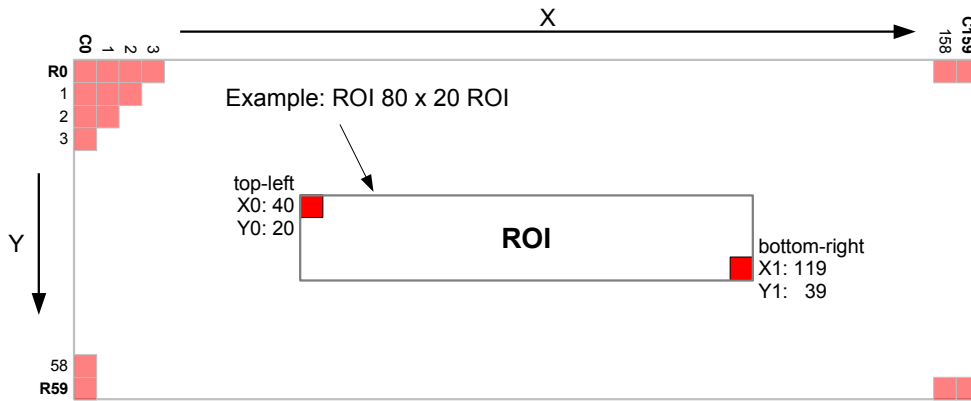 X
C0
1
2
3
158
C159
R0
1
2
3
Example: ROI 80 x 20 ROI
top-left
X0: 40
Y0: 20
Y
ROI
bottom-right
X1: 119
Y1: 39
58
R59